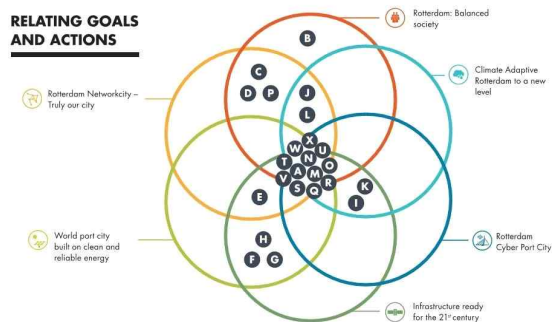 RELATING GOALS
AND ACTIONS
Rotterdam: Balanced
society
Climate Adaptive
Rotterdam to a new
level
Rotterdam Networkcity –
Truly our city
World port city
built on clean and
reliable energy
Rotterdam
Cyber Port City
Infrastructure ready
for the 21st century
B
C
D P J
L
X
W U
T N O
V A M R
S Q
E K
I
H
F G